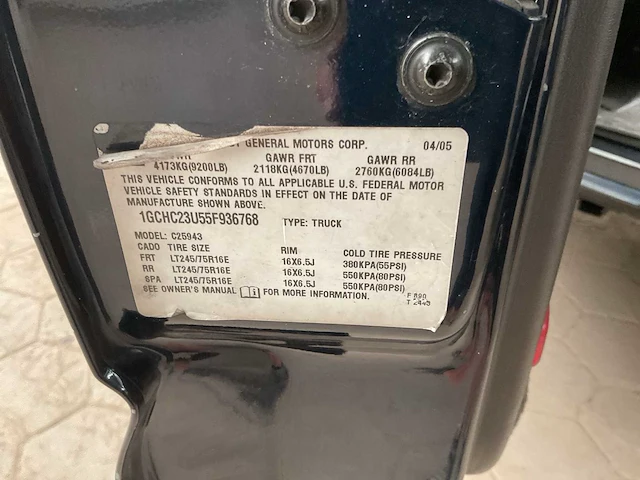 GENERAL MOTORS CORP. 04/05
GAWR FRT GAWR RR
4173KG(9200LB) 2118KG(4670LB) 2760KG(6084LB)
THIS VEHICLE CONFORMS TO ALL APPLICABLE U.S. FEDERAL MOTOR
VEHICLE SAFETY STANDARDS IN EFFECT ON THE DATE OF
MANUFACTURE SHOWN ABOVE.
1GCHC23U55F936768 TYPE: TRUCK
MODEL: C25943
CADO TIRE SIZE RIM COLD TIRE PRESSURE
FRT LT245/75R16E 16X6.5J 380KPA(55PSI)
RR LT245/75R16E 16X6.5J 550KPA(80PSI)
SPA LT245/75R16E 16X6.5J 550KPA(80PSI)
SEE OWNER'S MANUAL FOR MORE INFORMATION.